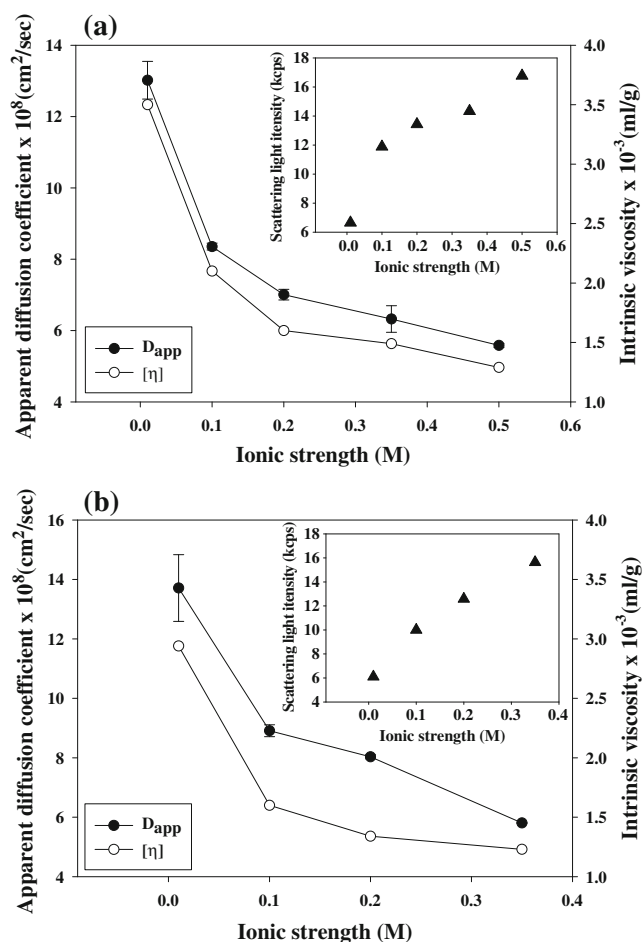 (a)
Apparent diffusion coefficient x 10⁸(cm²/sec)
14
12
10
8
6
4
0.0 0.1 0.2 0.3 0.4 0.5 0.6
Ionic strength (M)
4.0
3.5
3.0
2.5
2.0
1.5
1.0
Intrinsic viscosity x 10⁻³(ml/g)
Dapp
[η]
Scattering light itensity (kcps)
18
16
14
12
10
8
6
0.0 0.1 0.2 0.3 0.4 0.5 0.6
Ionic strength (M)
(b)
Apparent diffusion coefficient x 10⁸(cm²/sec)
16
14
12
10
8
6
4
0.0 0.1 0.2 0.3 0.4
Ionic strength (M)
4.0
3.5
3.0
2.5
2.0
1.5
1.0
Intrinsic viscosity x 10⁻³(ml/g)
Dapp
[η]
Scattering light itensity (kcps)
18
16
14
12
10
8
6
4
0.0 0.1 0.2 0.3 0.4
Ionic strength (M)